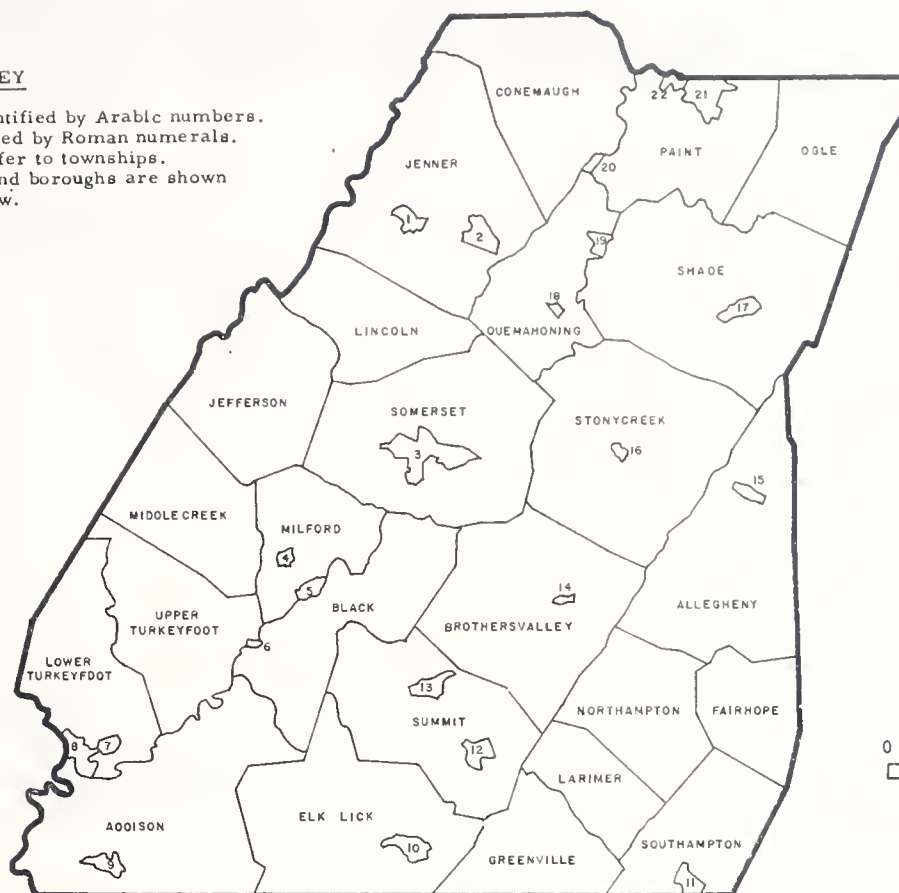 EY
ntified by Arabic numbers.
ed by Roman numerals.
fer to townships.
nd boroughs are shown
w.
CONEMAUGH
22
21
PAINT
OGLE
JENNER
20
1
2
19
SHADE
18
17
LINCOLN
QUEMAHONING
JEFFERSON
SOMERSET
STONYCREEK
3
16
15
MIDDLECREEK
MILFORD
4
5
14
BLACK
ALLEGHENY
UPPER
TURKEYFOOT
BROTHERSVALLEY
6
LOWER
TURKEYFOOT
13
NORTHAMPTON
FAIRHOPE
SUMMIT
8
7
12
0
LARIMER
ADDISON
ELK LICK
10
SOUTHAMPTON
9
GREENVILLE
11